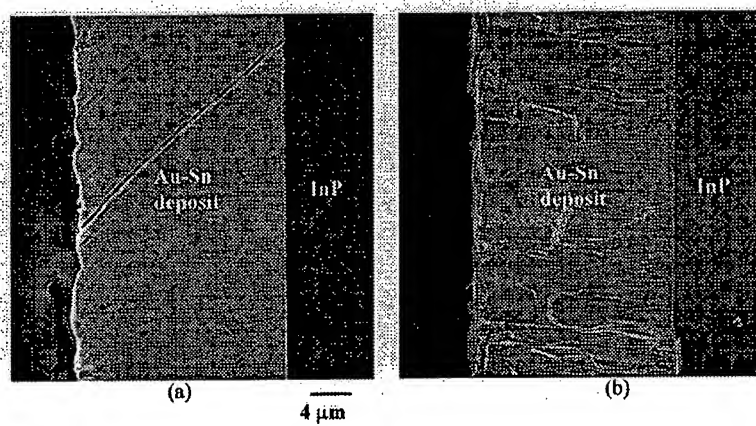 Au-Sn
deposit
InP
Au-Sn
deposit
InP
(a)
4 μm
(b)